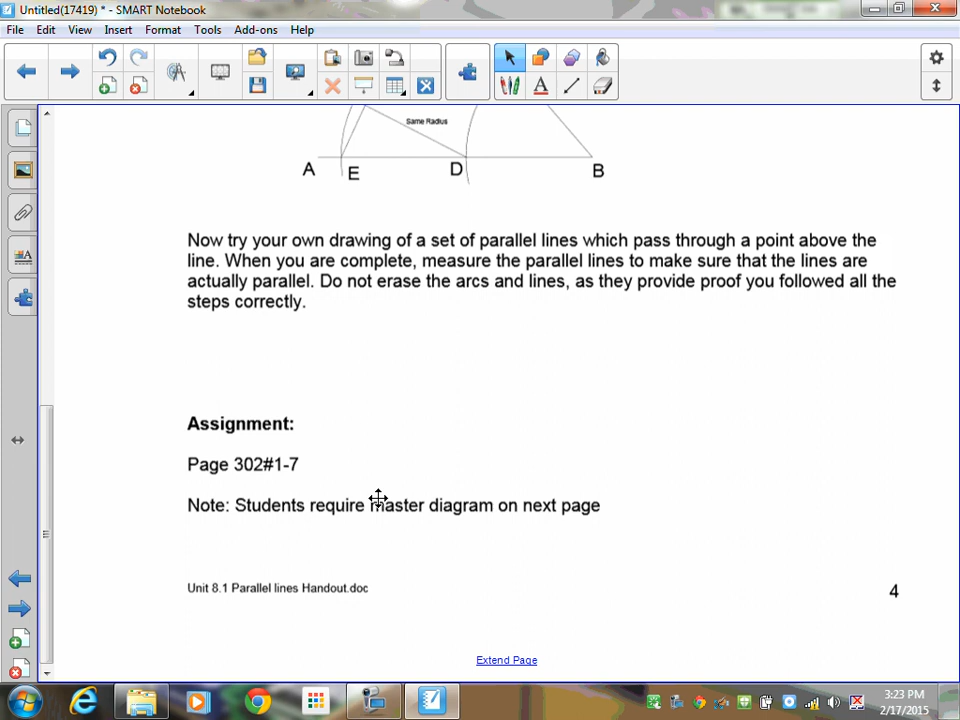 Untitled(17419) * - SMART Notebook
File Edit View Insert Format Tools Add-ons Help
Same Radius
A E D B
Now try your own drawing of a set of parallel lines which pass through a point above the
line. When you are complete, measure the parallel lines to make sure that the lines are
actually parallel. Do not erase the arcs and lines, as they provide proof you followed all the
steps correctly.
Assignment:
Page 302#1-7
Note: Students require master diagram on next page
Unit 8.1 Parallel lines Handout.doc
4
Extend Page
3:23 PM
2/17/2015